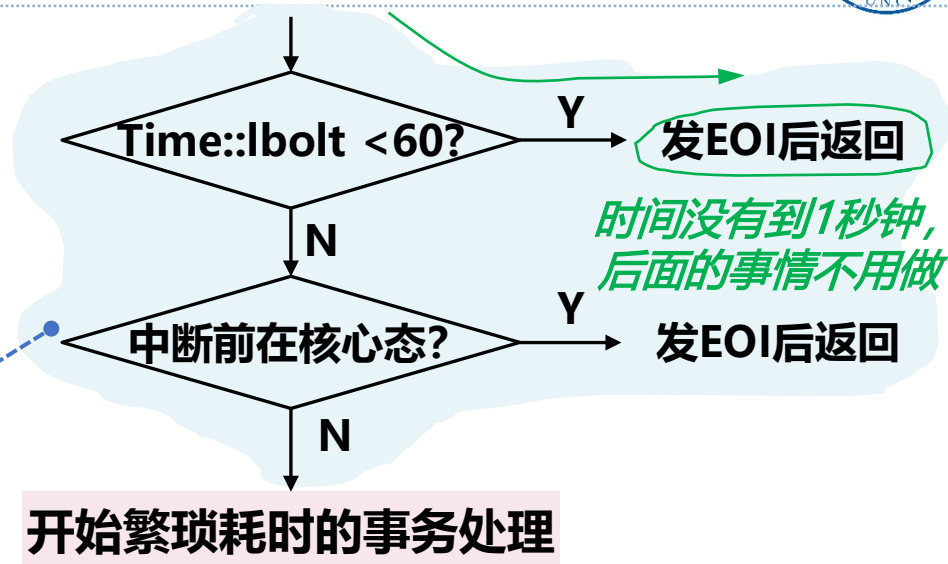 Time::lbolt <60?
Y
发EOI后返回
时间没有到1秒钟，
后面的事情不用做
N
中断前在核心态？
Y
发EOI后返回
N
开始繁琐耗时的事务处理